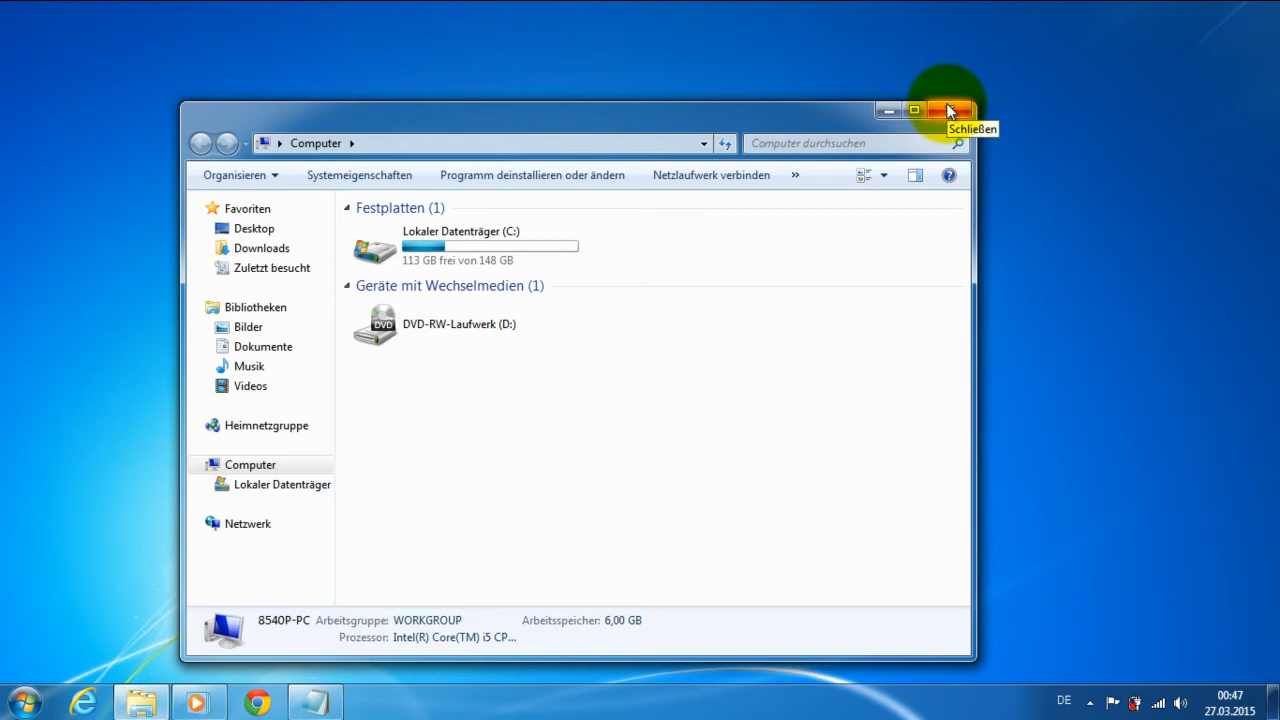 Schließen
Computer
Computer durchsuchen
Organisieren
Systemeigenschaften
Programm deinstallieren oder ändern
Netzlaufwerk verbinden
»
Favoriten
Desktop
Downloads
Zuletzt besucht
Bibliotheken
Bilder
Dokumente
Musik
Videos
Heimnetzgruppe
Computer
Lokaler Datenträger
Netzwerk
Festplatten (1)
Lokaler Datenträger (C:)
113 GB frei von 148 GB
Geräte mit Wechselmedien (1)
DVD
DVD-RW-Laufwerk (D:)
8540P-PC Arbeitsgruppe: WORKGROUP Arbeitsspeicher: 6,00 GB
Prozessor: Intel(R) Core(TM) i5 CP...
DE
00:47
27.03.2015